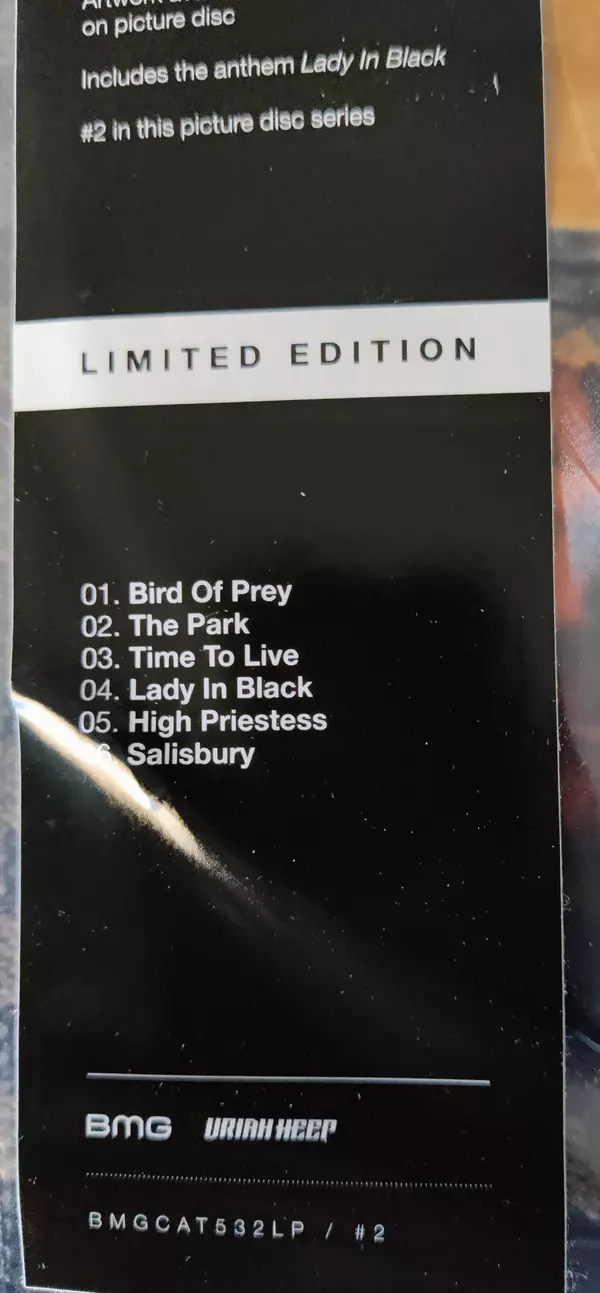 on picture disc
Includes the anthem Lady In Black
#2 in this picture disc series
LIMITED EDITION
01. Bird Of Prey
02. The Park
03. Time To Live
04. Lady In Black
05. High Priestess
6. Salisbury
BMG URIAH HEEP
BMGCAT532LP / #2